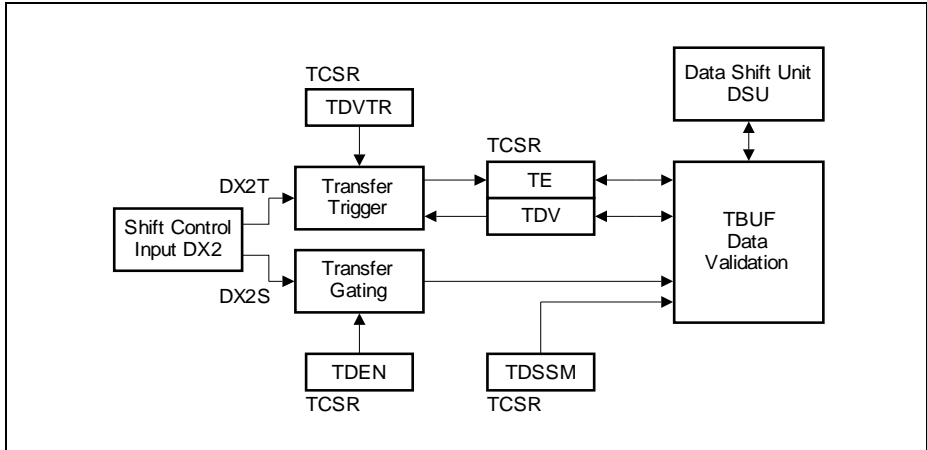 TCSR
TDVTR
Data Shift Unit
DSU
TCSR
DX2T
Transfer
Trigger
TE
TDV
Shift Control
Input DX2
TBUF
Data
Validation
DX2S
Transfer
Gating
TDEN
TCSR
TDSSM
TCSR